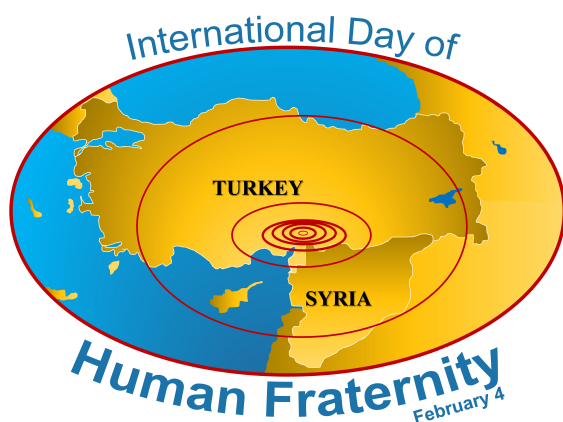 International Day of
TURKEY
SYRIA
Human Fraternity
February 4